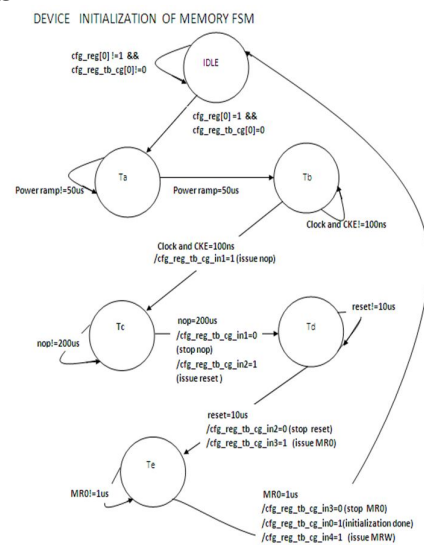 DEVICE INITIALIZATION OF MEMORY FSM
cfg_reg[0] !=1 &&
cfg_reg_tb_cg[0]!=0
IDLE
cfg_reg[0] =1 &&
cfg_reg_tb_cg[0]=0
Ta
Tb
Power ramp!=50us
Power ramp=50us
Clock and CKE!=100ns
Clock and CKE=100ns
/cfg_reg_tb_cg_in1=1 (issue nop)
Tc
nop=200us
/cfg_reg_tb_cg_in1=0
(stop nop)
/cfg_reg_tb_cg_in2=1
(issue reset )
Td
reset!=10us
nop!=200us
reset=10us
/cfg_reg_tb_cg_in2=0 (stop reset)
/cfg_reg_tb_cg_in3=1 (issue MR0)
Te
MR0!=1us
MR0=1us
/cfg_reg_tb_cg_in3=0 (stop MR0)
/cfg_reg_tb_cg_in0=1(initialization done)
/cfg_reg_tb_cg_in4=1 (issue MRW)